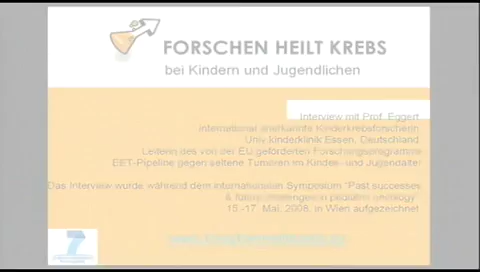 FORSCHEN HEILT KREBS
bei Kindern und Jugendlichen
Interview mit Prof. Eggert
international anerkannte Kinderkrebsforscherin
Univ.kinderklinik Essen, Deutschland
Leiterin des von der EU geförderten Forschungsprogramms
EET-Pipeline gegen seltene Tumoren im Kindes- und Jugendalter
Das Interview wurde während dem internationalen Symposium "Past successes
& future challenges in pediatric oncology"
15.-17. Mai, 2008, in Wien aufgezeichnet
7